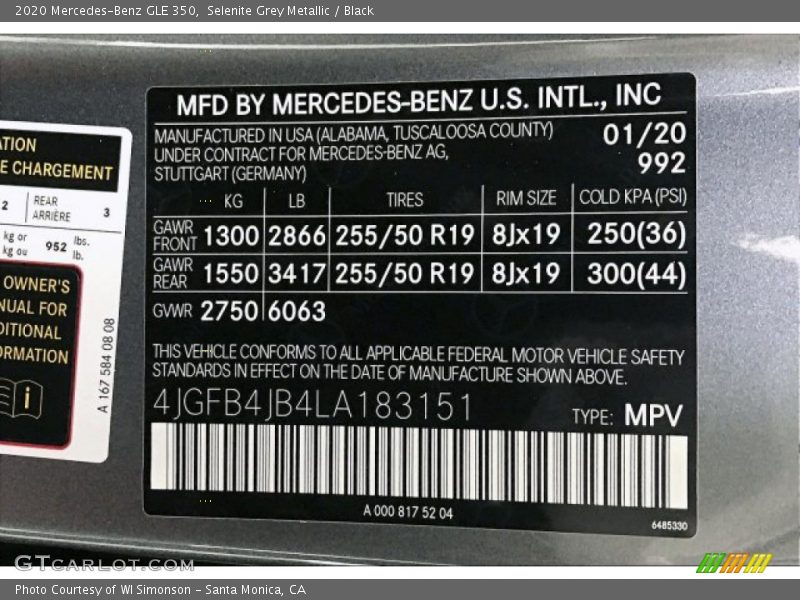 2020 Mercedes-Benz GLE 350,  Selenite Grey Metallic / Black
MFD BY MERCEDES-BENZ U.S. INTL., INC
MANUFACTURED IN USA (ALABAMA, TUSCALOOSA COUNTY)
UNDER CONTRACT FOR MERCEDES-BENZ AG,
STUTTGART (GERMANY)
01/20
992
KG LB TIRES RIM SIZE COLD KPA (PSI)
GAWR FRONT 1300 2866 255/50 R19 8Jx19 250(36)
GAWR REAR 1550 3417 255/50 R19 8Jx19 300(44)
GVWR 2750 6063
THIS VEHICLE CONFORMS TO ALL APPLICABLE FEDERAL MOTOR VEHICLE SAFETY
STANDARDS IN EFFECT ON THE DATE OF MANUFACTURE SHOWN ABOVE.
4JGFB4JB4LA183151
TYPE: MPV
A 000 817 52 04
6485330
ATION
E CHARGEMENT
2 REAR ARRIÈRE 3
kg or kg ou 952 lbs. lb.
OWNER'S
NUAL FOR
DITIONAL
ORMATION
i
A 167 584 08 08
GTCARLOT.COM
Photo Courtesy of WI Simonson - Santa Monica, CA